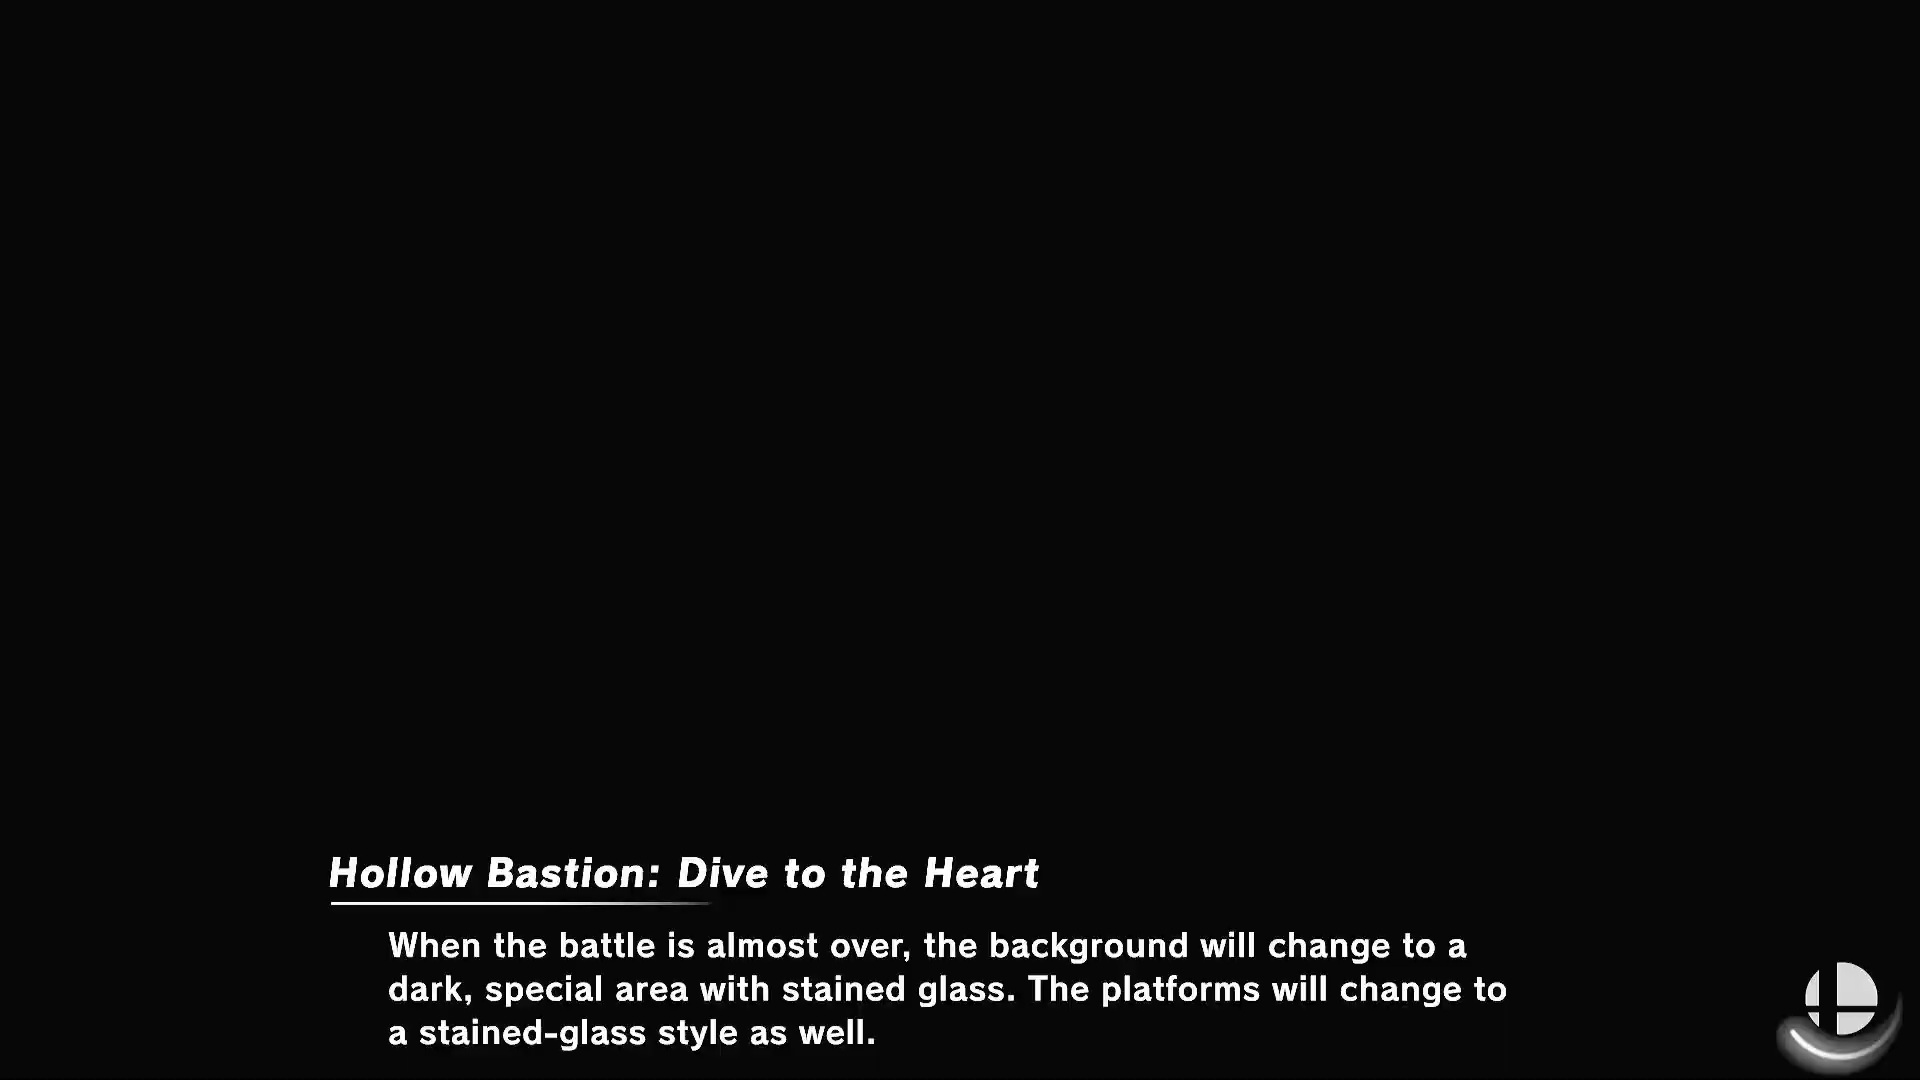 Hollow Bastion: Dive to the Heart
When the battle is almost over, the background will change to a
dark, special area with stained glass. The platforms will change to
a stained-glass style as well.